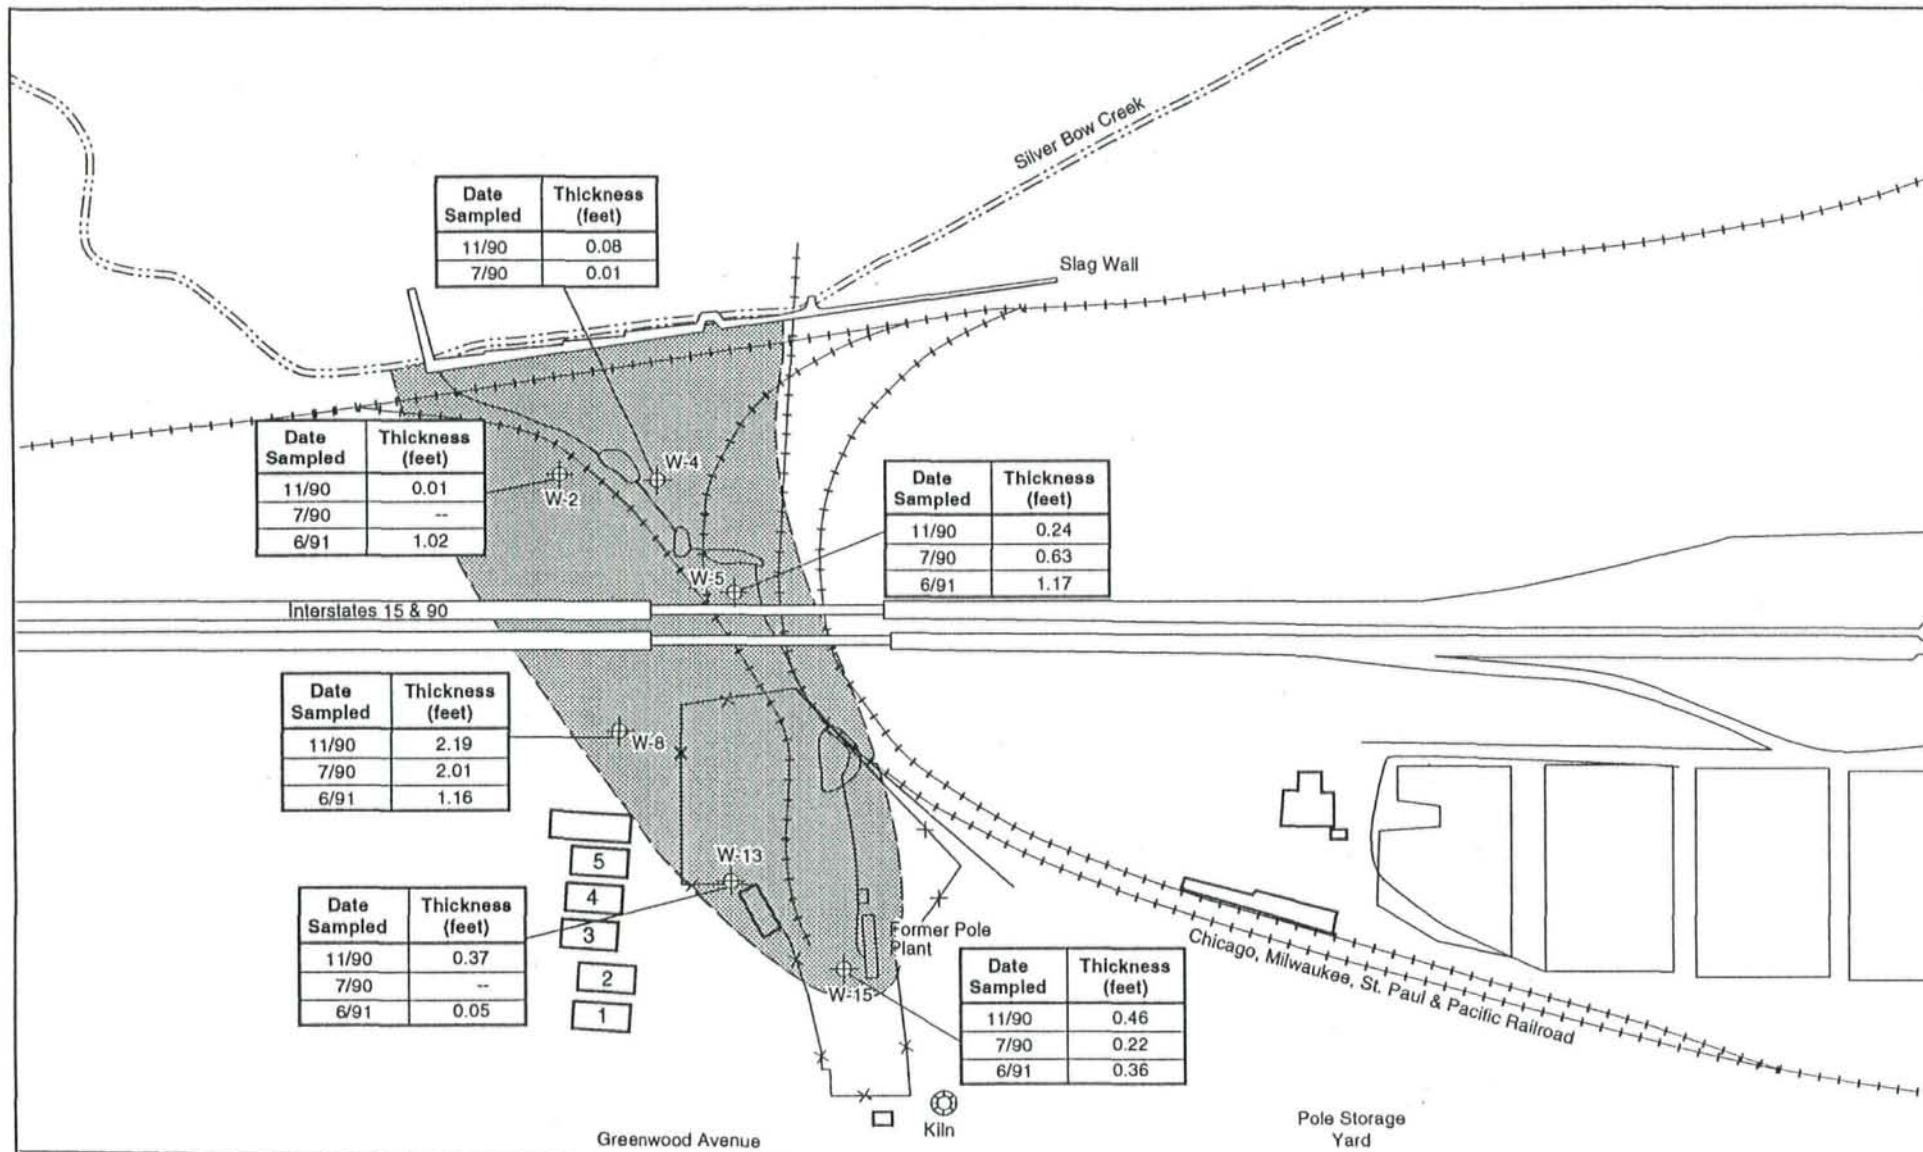 Silver Bow Creek
Date Sampled Thickness (feet)
11/90 0.08
7/90 0.01
Slag Wall
Date Sampled Thickness (feet)
11/90 0.01
7/90 --
6/91 1.02
W-4
W-2
Date Sampled Thickness (feet)
11/90 0.24
7/90 0.63
6/91 1.17
W-5
Interstates 15 & 90
Date Sampled Thickness (feet)
11/90 2.19
7/90 2.01
6/91 1.16
W-8
5
4
3
2
1
W-13
Date Sampled Thickness (feet)
11/90 0.37
7/90 --
6/91 0.05
Former Pole
Plant
W-15
Date Sampled Thickness (feet)
11/90 0.46
7/90 0.22
6/91 0.36
Chicago, Milwaukee, St. Paul & Pacific Railroad
Kiln
Greenwood Avenue
Pole Storage
Yard